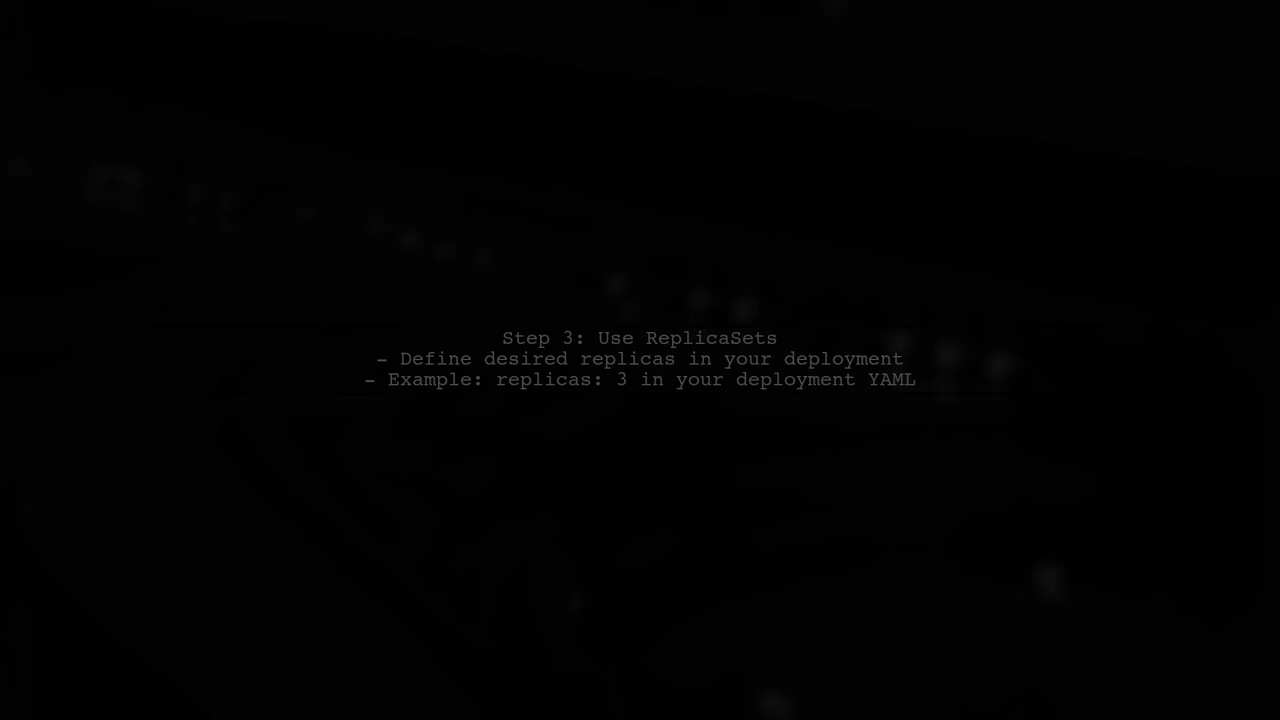 Step 3: Use ReplicaSets
- Define desired replicas in your deployment
- Example: replicas: 3 in your deployment YAML